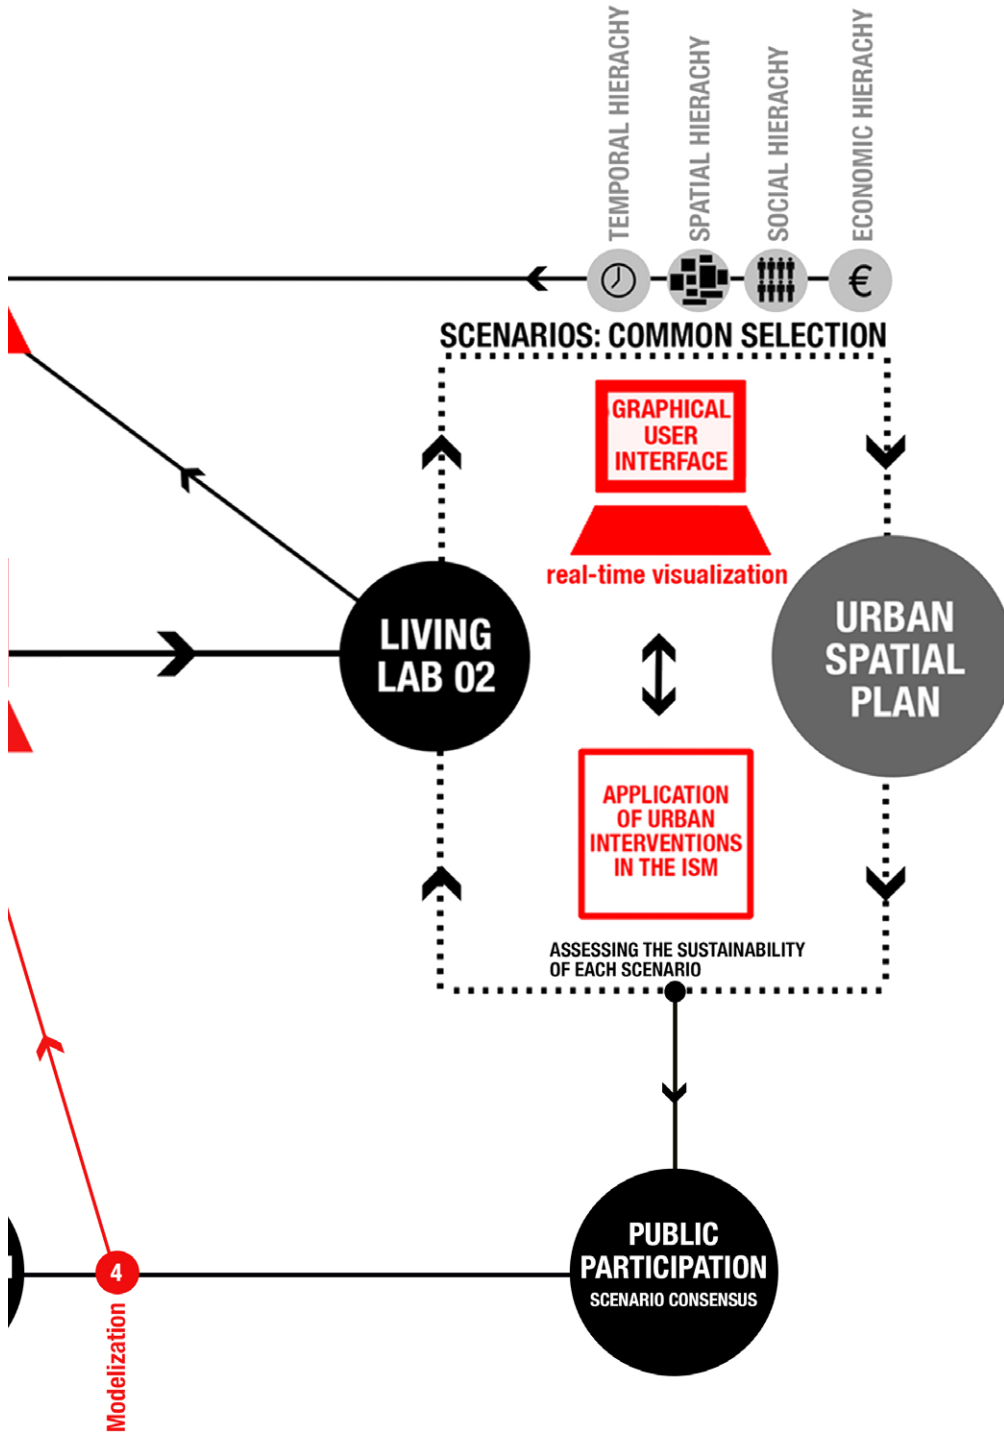 TEMPORAL HIERACHY
SPATIAL HIERACHY
SOCIAL HIERACHY
ECONOMIC HIERACHY
€
SCENARIOS: COMMON SELECTION
GRAPHICAL
USER
INTERFACE
real-time visualization
LIVING
LAB 02
URBAN
SPATIAL
PLAN
APPLICATION
OF URBAN
INTERVENTIONS
IN THE ISM
ASSESSING THE SUSTAINABILITY
OF EACH SCENARIO
PUBLIC
PARTICIPATION
SCENARIO CONSENSUS
4
Modelization